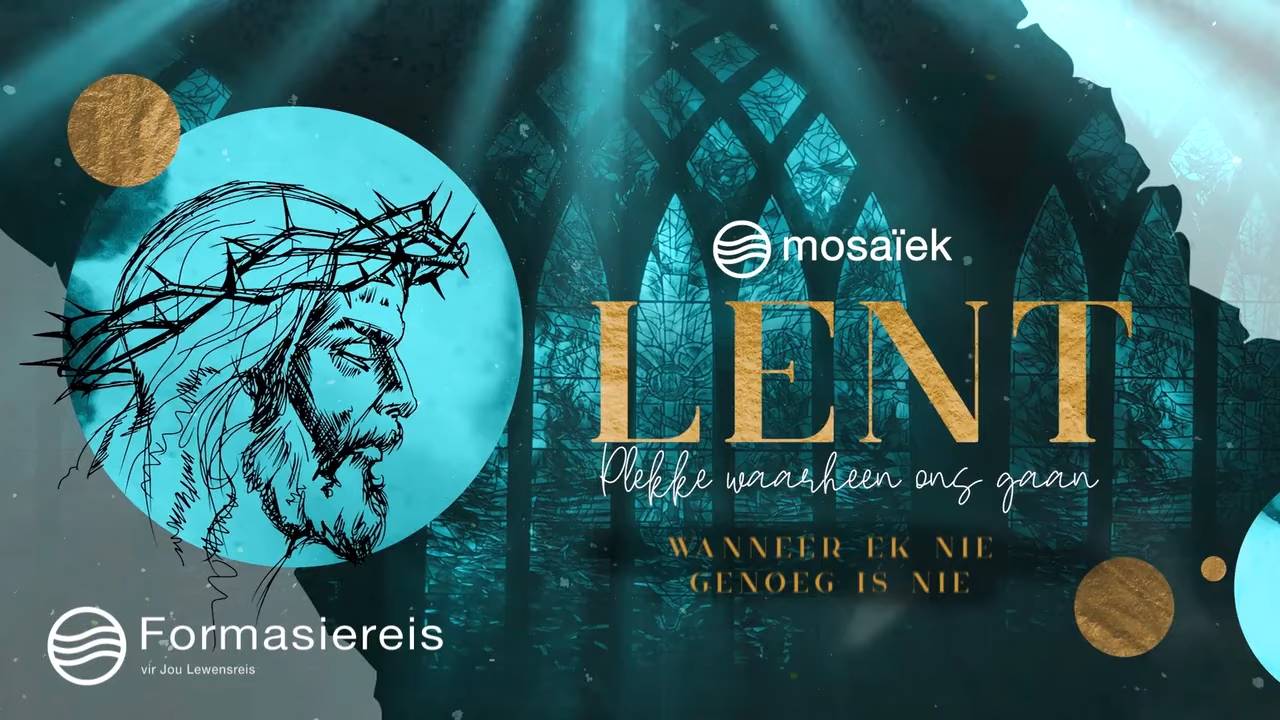 mosaïek
LENT
Plekke waarheen ons gaan
WANNEER EK NIE
GENOEG IS NIE
Formasiereis
vir Jou Lewensreis